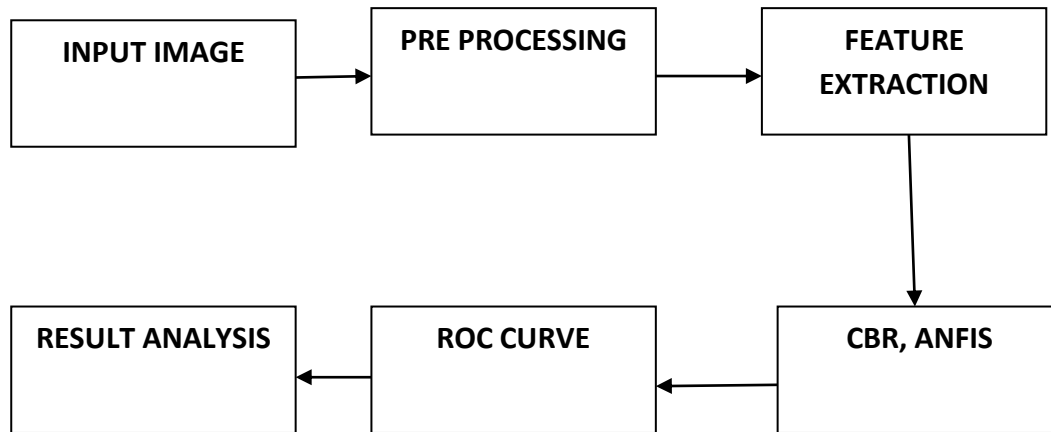 INPUT IMAGE
PRE PROCESSING
FEATURE
EXTRACTION
CBR, ANFIS
ROC CURVE
RESULT ANALYSIS